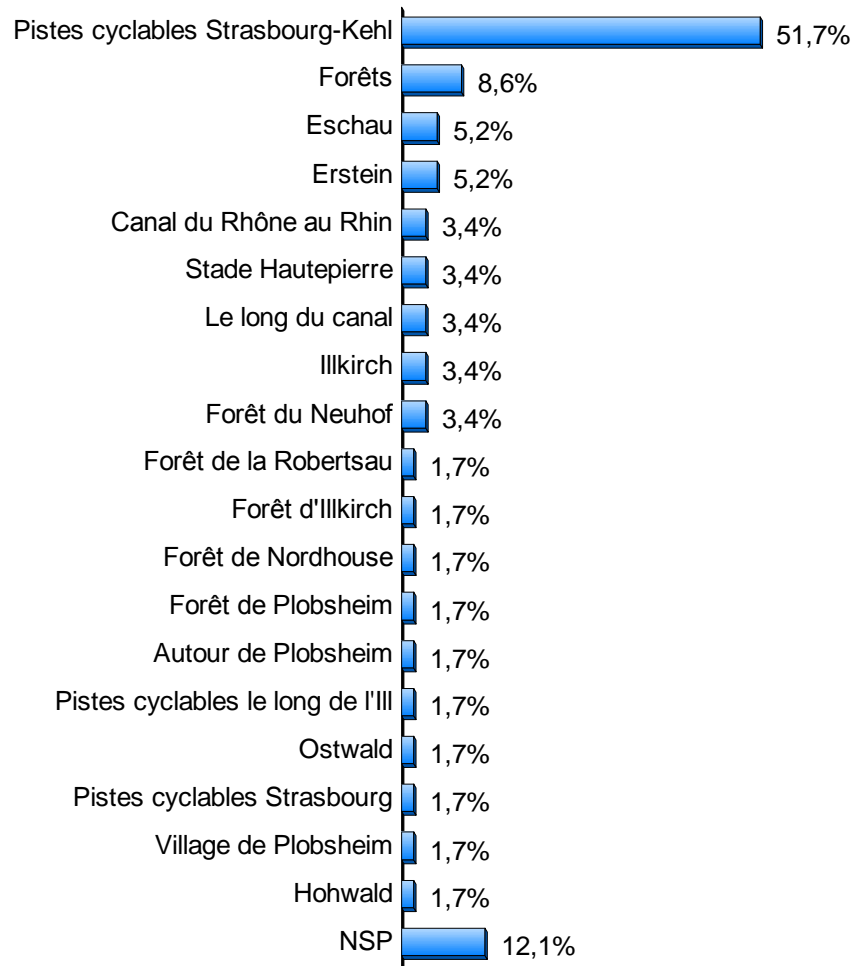 Pistes cyclables Strasbourg-Kehl 51,7%
Forêts 8,6%
Eschau 5,2%
Erstein 5,2%
Canal du Rhône au Rhin 3,4%
Stade Hautepierre 3,4%
Le long du canal 3,4%
Illkirch 3,4%
Forêt du Neuhof 3,4%
Forêt de la Robertsau 1,7%
Forêt d'Illkirch 1,7%
Forêt de Nordhouse 1,7%
Forêt de Plobsheim 1,7%
Autour de Plobsheim 1,7%
Pistes cyclables le long de l'Ill 1,7%
Ostwald 1,7%
Pistes cyclables Strasbourg 1,7%
Village de Plobsheim 1,7%
Hohwald 1,7%
NSP 12,1%